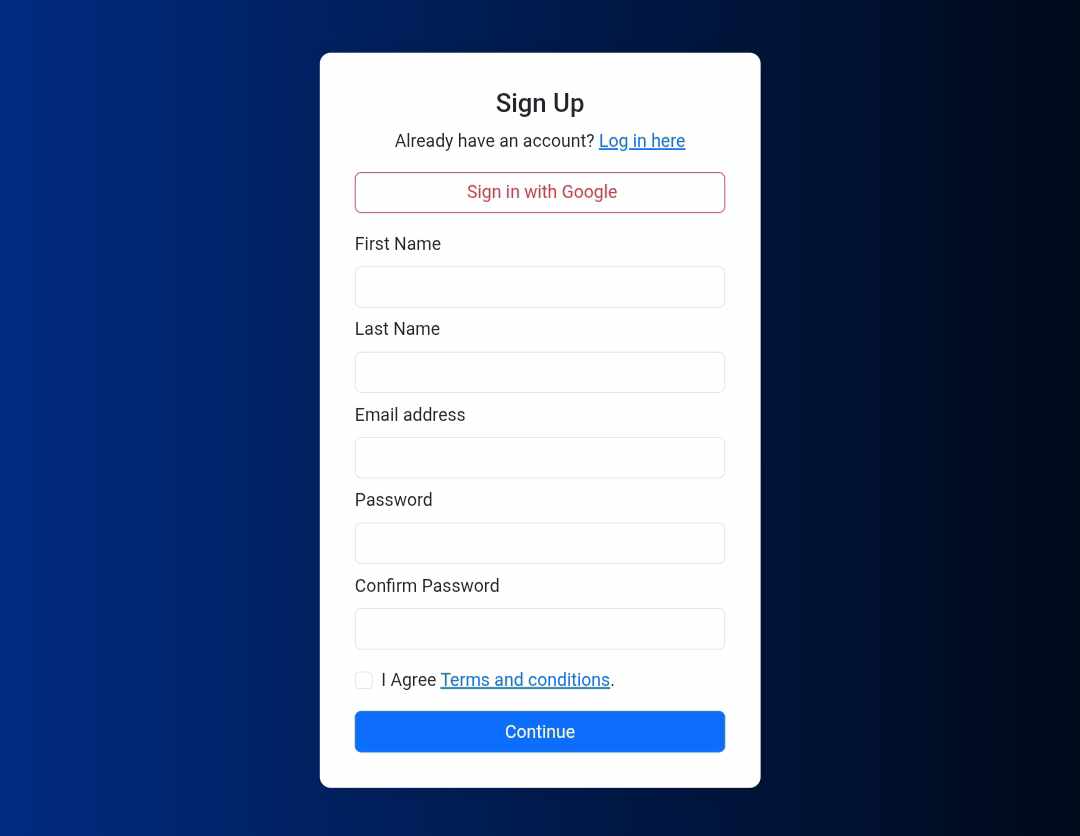 Sign Up
Already have an account? Log in here
Sign in with Google
First Name
Last Name
Email address
Password
Confirm Password
I Agree Terms and conditions.
Continue